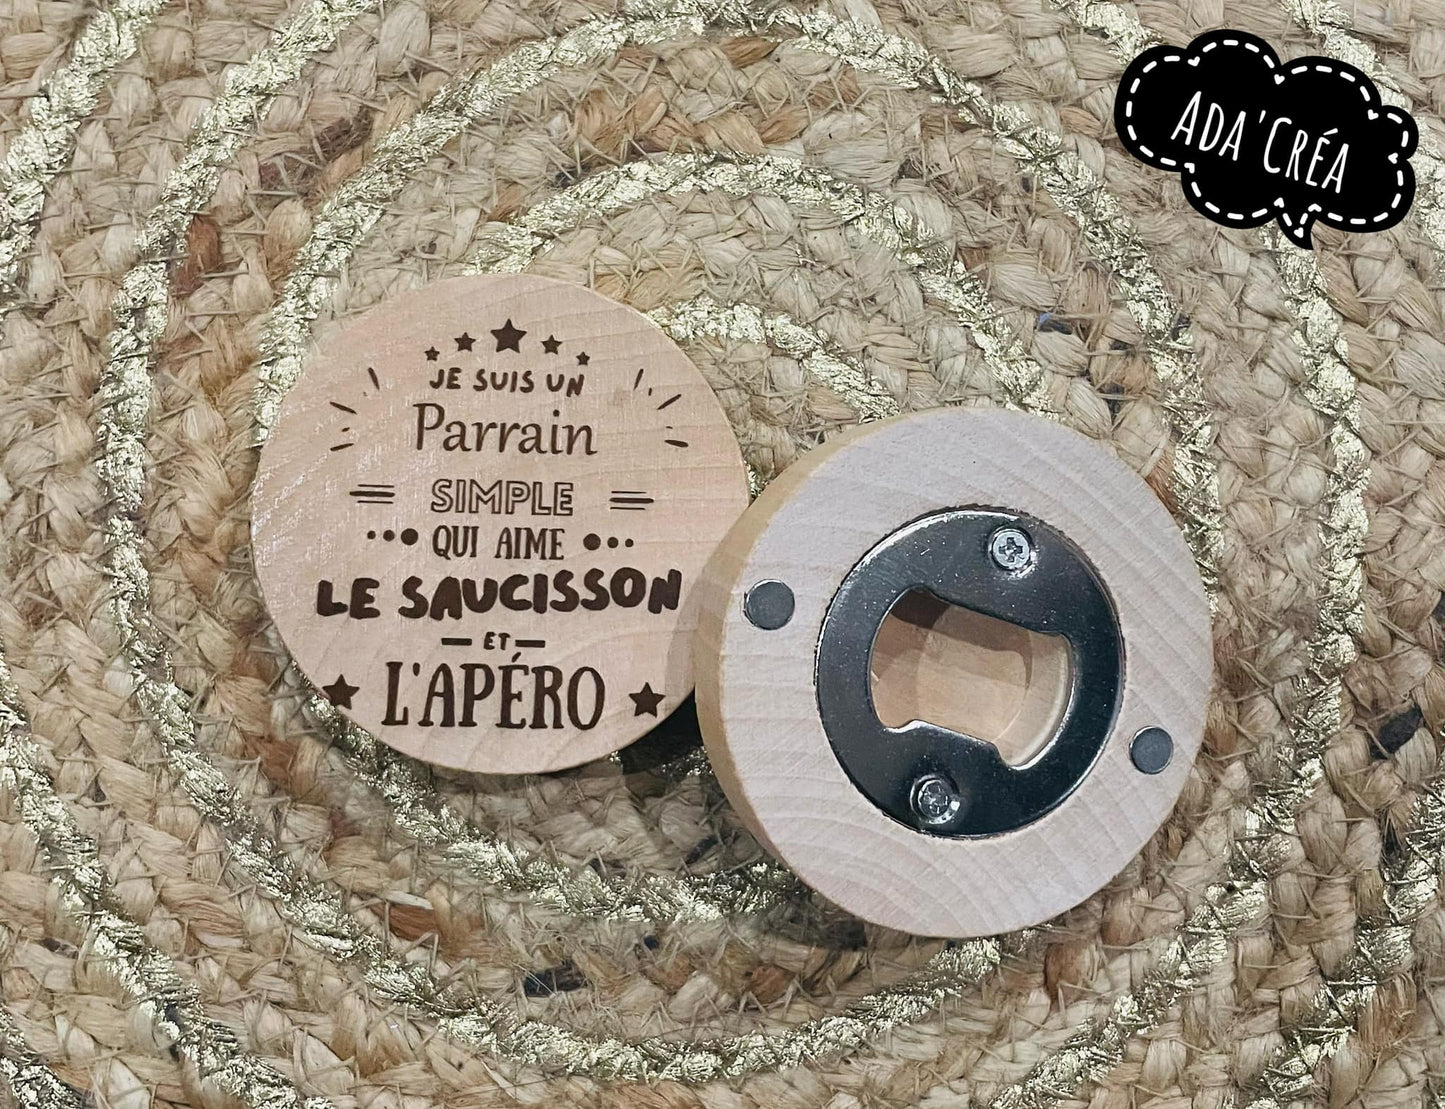 ADA'CRÉA
JE SUIS UN
Parrain
SIMPLE
QUI AIME
LE SAUCISSON
ET
L'APÉRO